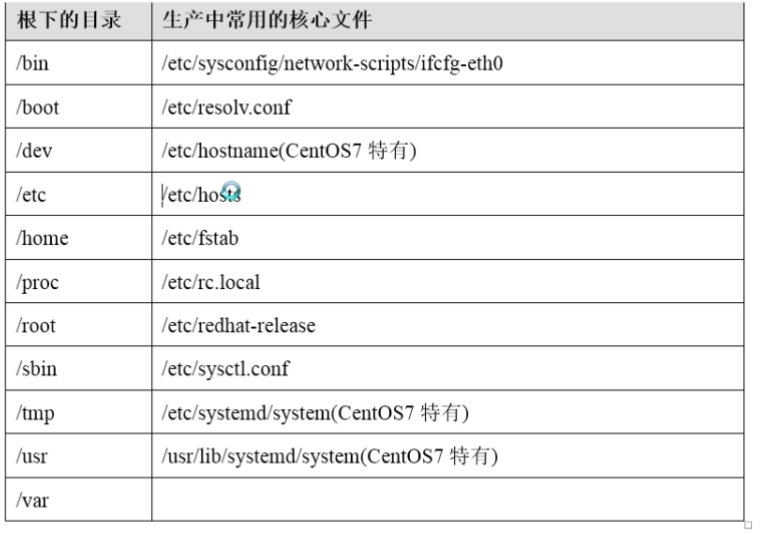 根下的目录 生产中常用的核心文件
/bin /etc/sysconfig/network-scripts/ifcfg-eth0
/boot /etc/resolv.conf
/dev /etc/hostname(CentOS7 特有)
/etc /etc/hosts
/home /etc/fstab
/proc /etc/rc.local
/root /etc/redhat-release
/sbin /etc/sysctl.conf
/tmp /etc/systemd/system(CentOS7 特有)
/usr /usr/lib/systemd/system(CentOS7 特有)
/var